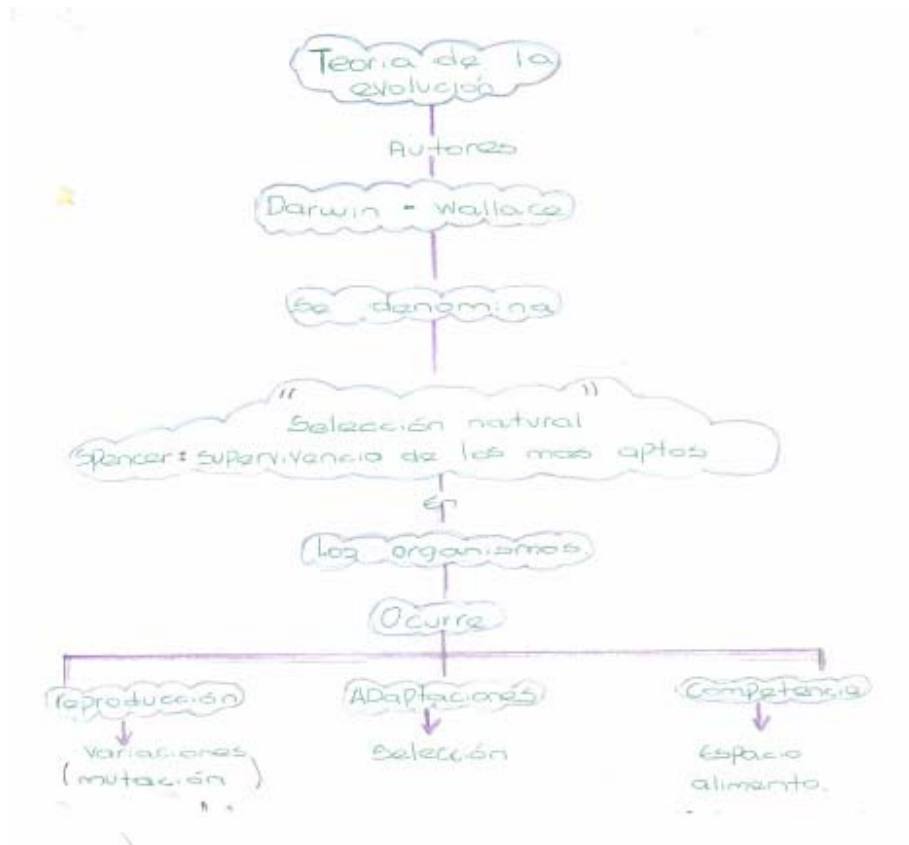 Teoria de la
evolución
Autores
Darwin - Wallace
Se denomina
" "
Selección natural
Spencer: supervivencia de los mas aptos
En
Los organismos.
Ocurre
reproducción
ADaptaciones
Competencia
Variaciones
(mutación)
Selección
Espacio
alimento.